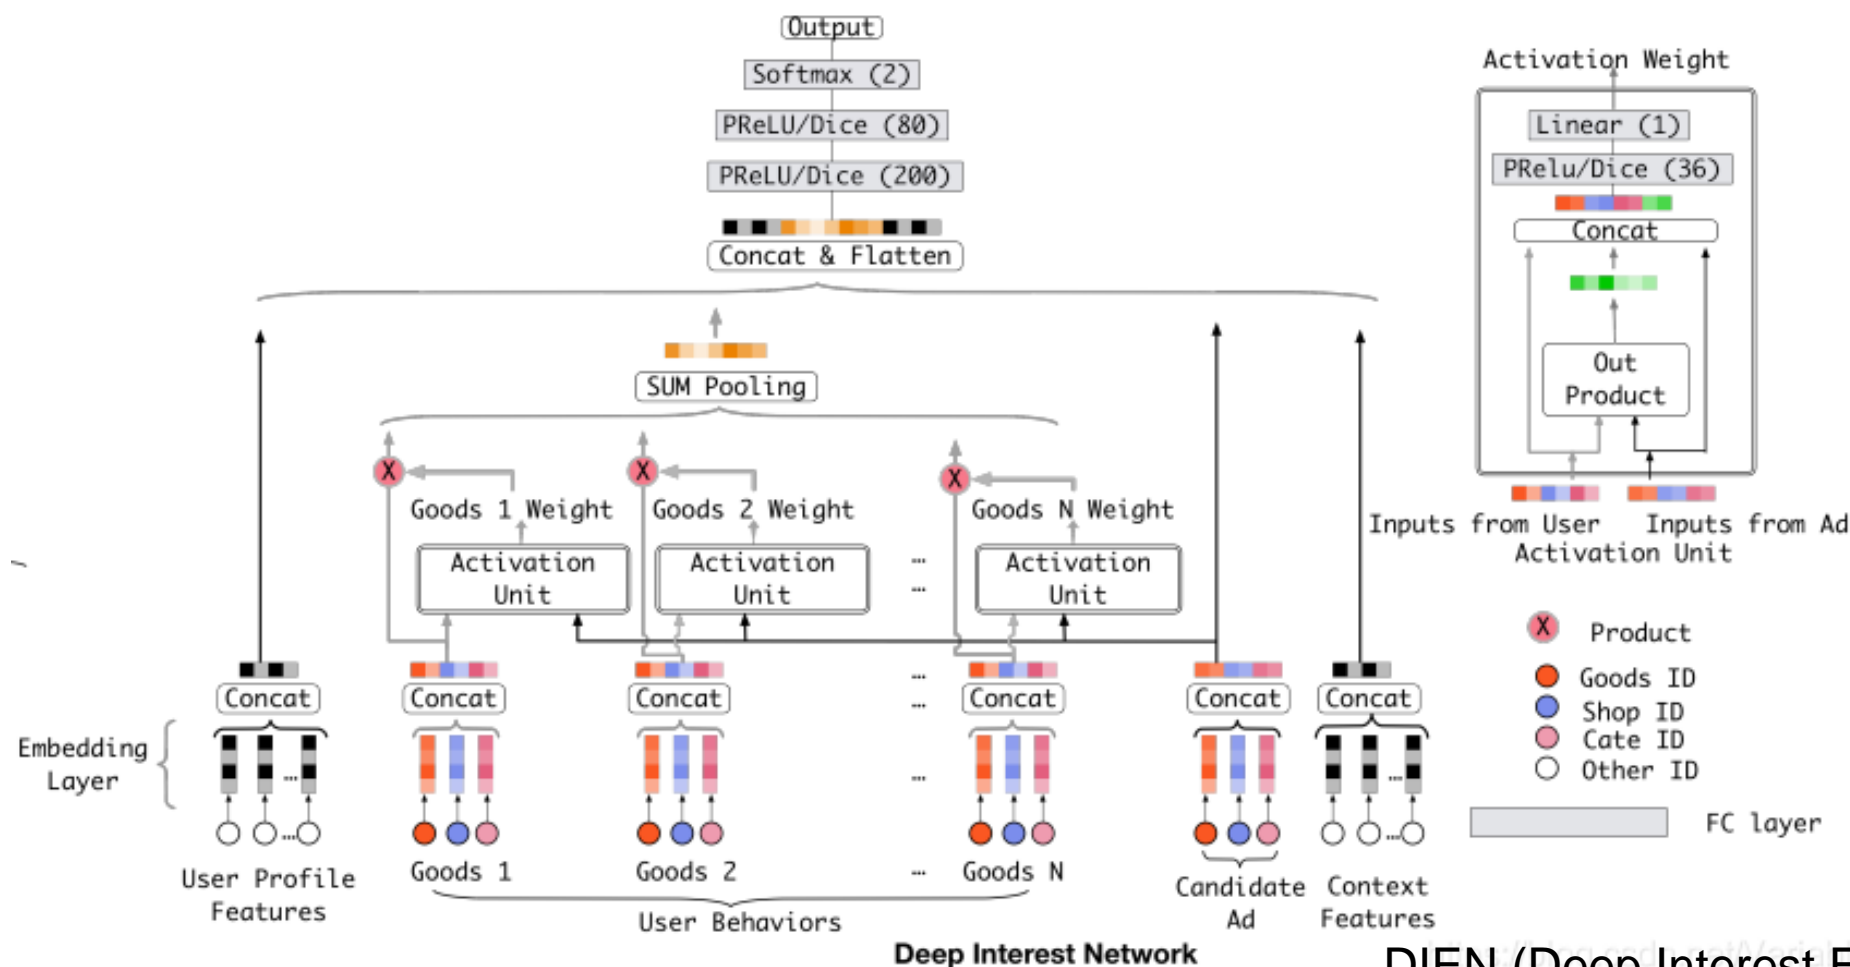 Output
Softmax (2)
PReLU/Dice (80)
PReLU/Dice (200)
Concat & Flatten
SUM Pooling
X
X
X
Goods 1 Weight
Goods 2 Weight
Goods N Weight
Activation
Unit
Activation
Unit
...
...
Activation
Unit
Concat
Concat
Concat
...
...
Concat
Concat
Concat
Embedding
Layer
...
...
...
...
...
User Profile
Features
Goods 1
Goods 2
...
Goods N
User Behaviors
Candidate
Ad
Context
Features
Activation Weight
Linear (1)
PRelu/Dice (36)
Concat
Out
Product
Inputs from User
Inputs from Ad
Activation Unit
X
Product
Goods ID
Shop ID
Cate ID
Other ID
FC layer
Deep Interest Network
DIEN (Deep Interest